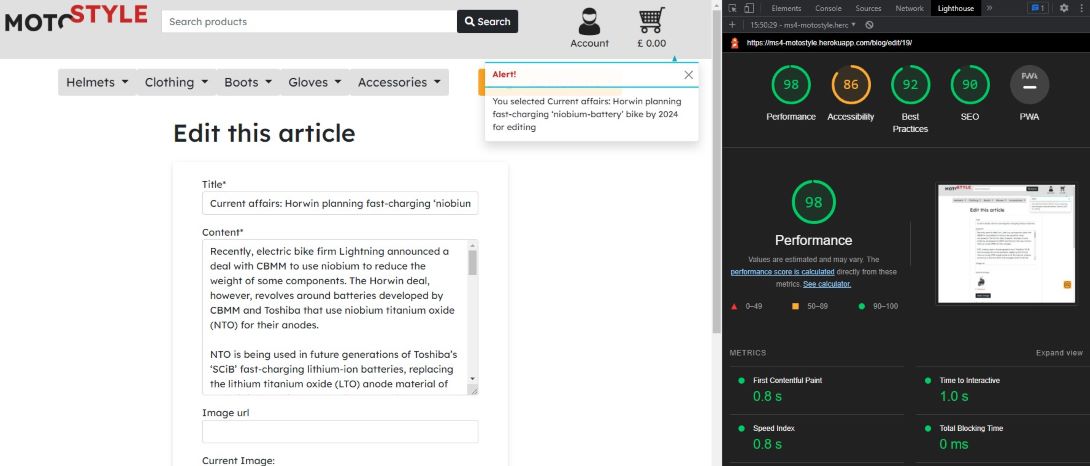 MOTOSTYLE
Search products
Search
Account
£ 0.00
Helmets
Clothing
Boots
Gloves
Accessories
Alert!
You selected Current affairs: Horwin planning
fast-charging ‘niobium-battery’ bike by 2024
for editing
Edit this article
Title*
Current affairs: Horwin planning fast-charging ‘niobiun
Content*
Recently, electric bike firm Lightning announced a
deal with CBMM to use niobium to reduce the
weight of some components. The Horwin deal,
however, revolves around batteries developed by
CBMM and Toshiba that use niobium titanium oxide
(NTO) for their anodes.
NTO is being used in future generations of Toshiba’s
‘SCiB’ fast-charging lithium-ion batteries, replacing
the lithium titanium oxide (LTO) anode material of
Image url
Current Image:
Elements Console Sources Network Lighthouse » 1
15:50:29 - ms4-motostyle.herc
https://ms4-motostyle.herokuapp.com/blog/edit/19/
98 86 92 90 PWA
Performance Accessibility Best Practices SEO PWA
98
Performance
Values are estimated and may vary. The
performance score is calculated directly from these
metrics. See calculator.
0–49 50–89 90–100
Edit this article
METRICS Expand view
First Contentful Paint
0.8 s
Time to Interactive
1.0 s
Speed Index
0.8 s
Total Blocking Time
0 ms